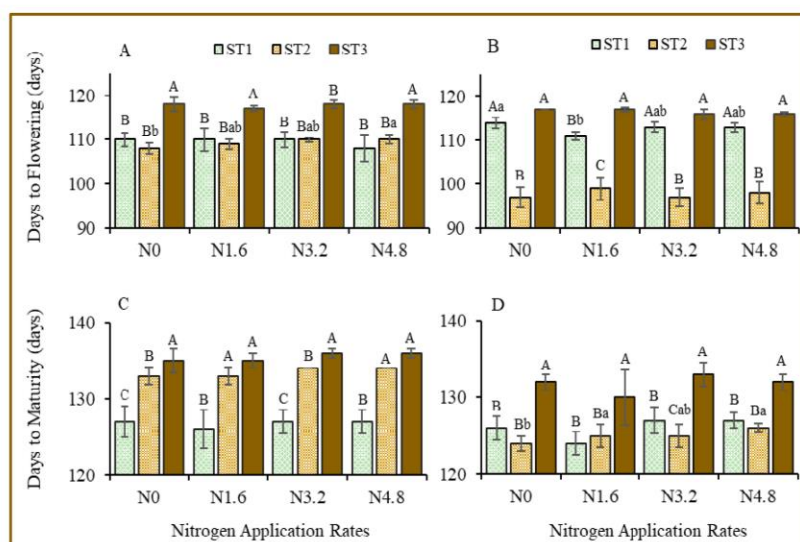 A
ST1 ST2 ST3
Days to Flowering (days)
120
110
100
90
B Bb A
B Bab A
B Bab B
B B A
N0 N1.6 N3.2 N4.8
B
ST1 ST2 ST3
120
110
100
90
Aa B A
Bb C A
Aab B A
Aab B A
N0 N1.6 N3.2 N4.8
C
Days to Maturity (days)
140
130
120
C B A
B A A
C B A
B A A
N0 N1.6 N3.2 N4.8
Nitrogen Application Rates
D
140
130
120
B Bb A
B Ba A
B Cab A
B Da A
N0 N1.6 N3.2 N4.8
Nitrogen Application Rates